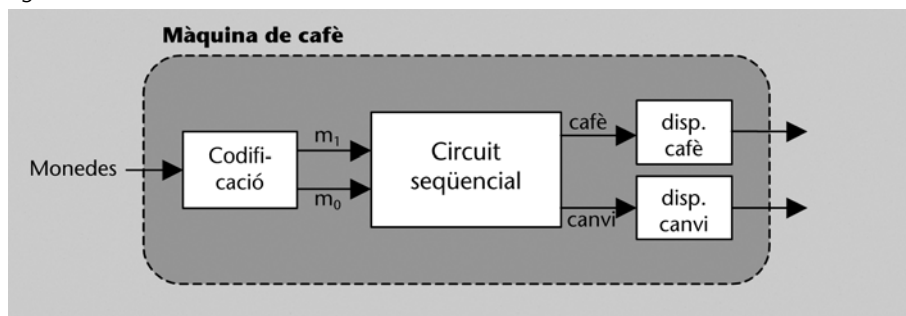 Màquina de cafè
Monedes
Codifi-
cació
m₁
m₀
Circuit
seqüencial
cafè
canvi
disp.
cafè
disp.
canvi